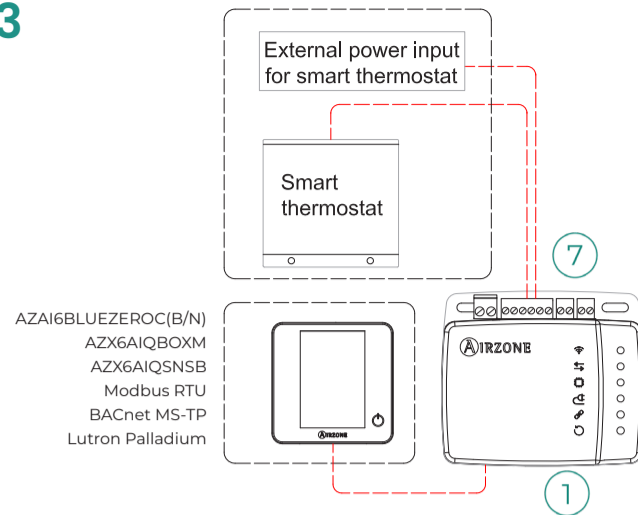 3
External power input
for smart thermostat
Smart
thermostat
7
AIRZONE
AZAI6BLUEZEROC(B/N)
AZX6AIQBOXM
AZX6AIQSNSB
Modbus RTU
BACnet MS-TP
Lutron Palladium
AIRZONE
1